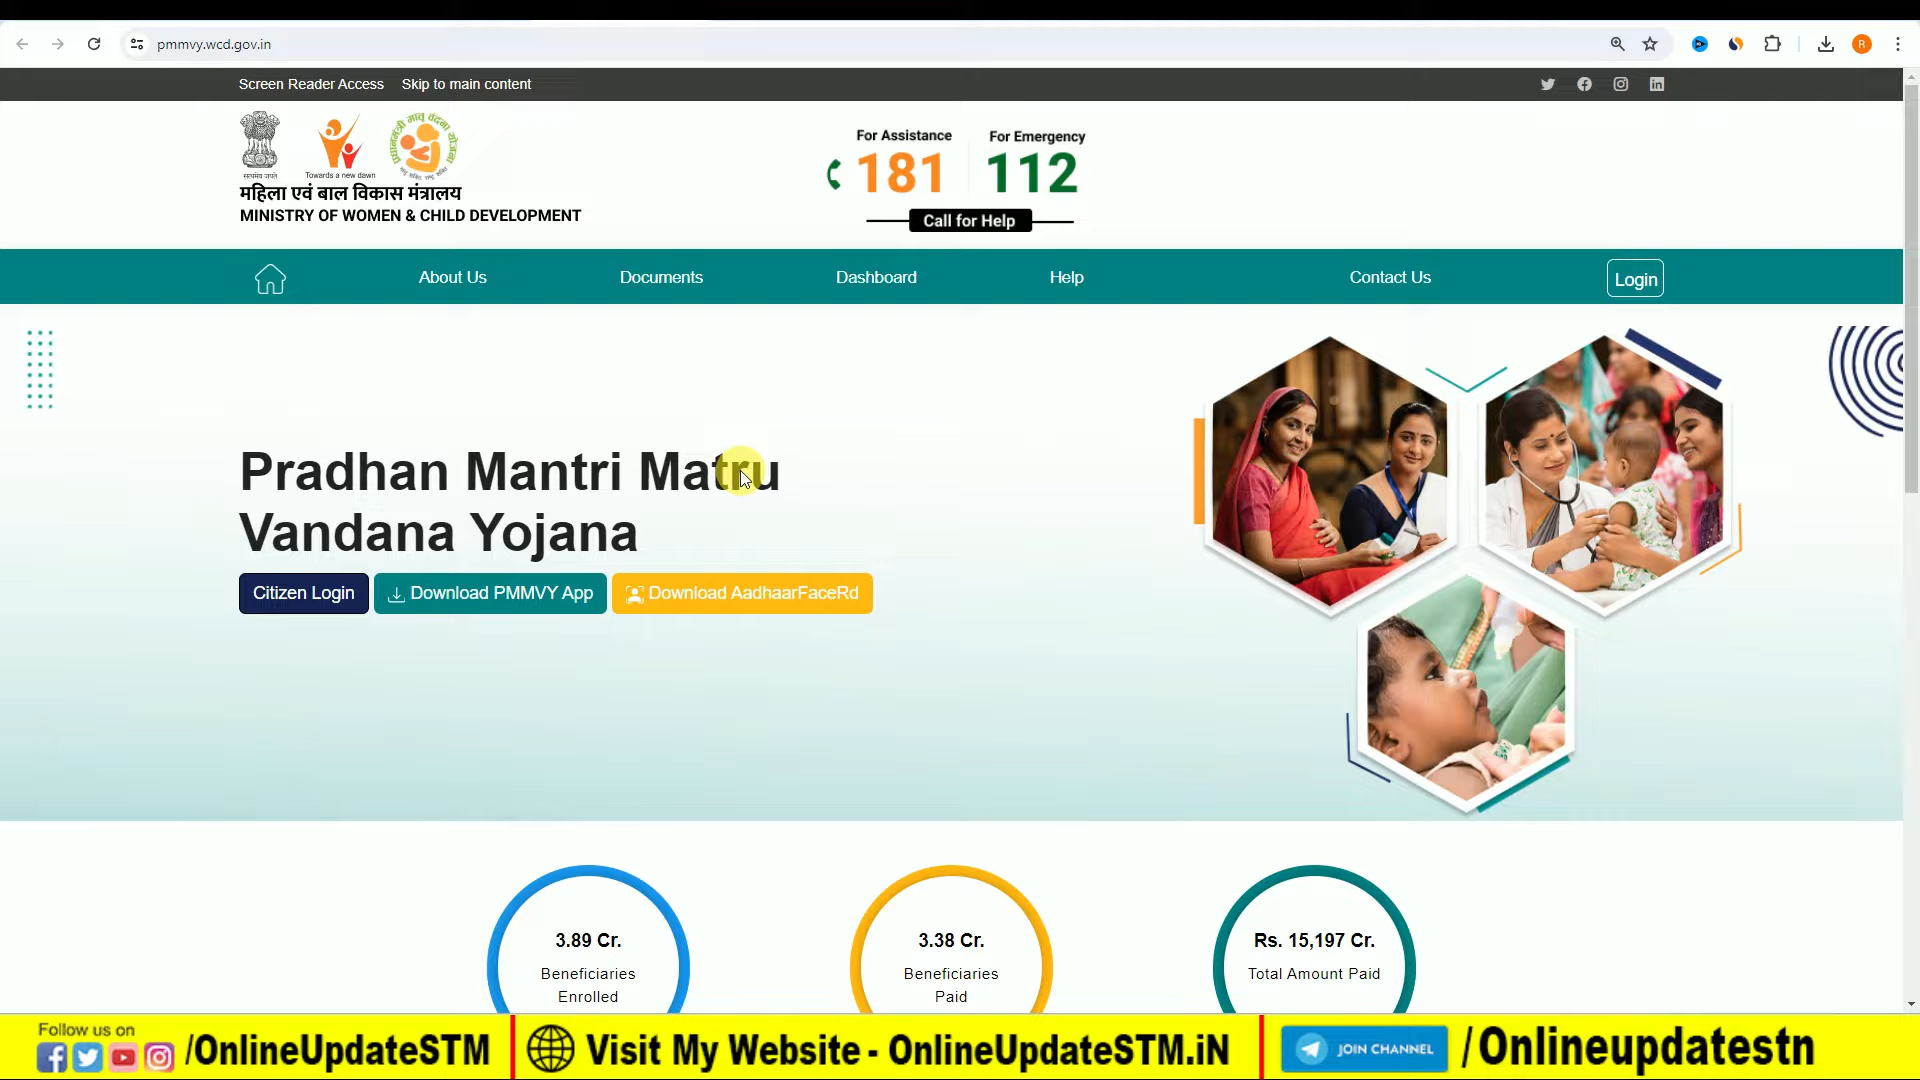 pmmvy.wcd.gov.in
R
Screen Reader Access Skip to main content
सत्यमेव जयते
Towards a new dawn
महिला एवं बाल विकास मंत्रालय
MINISTRY OF WOMEN & CHILD DEVELOPMENT
For Assistance For Emergency
181 112
Call for Help
About Us Documents Dashboard Help Contact Us Login
Pradhan Mantri Matru
Vandana Yojana
Citizen Login Download PMMVY App Download AadhaarFaceRd
3.89 Cr. 3.38 Cr. Rs. 15,197 Cr.
Beneficiaries Beneficiaries Total Amount Paid
Enrolled Paid
Follow us on
/OnlineUpdateSTM Visit My Website - OnlineUpdateSTM.iN JOIN CHANNEL /Onlineupdatestn